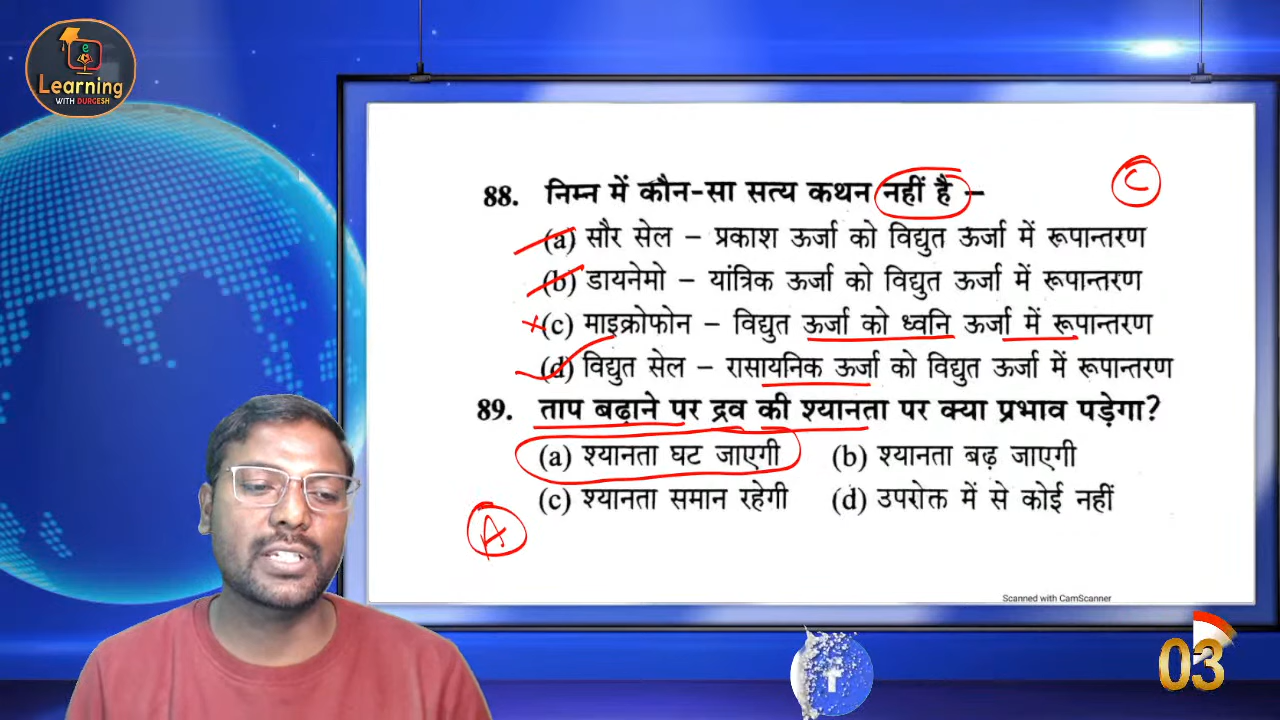 e
Learning
WITH DURGESH
C
88. निम्न में कौन-सा सत्य कथन नहीं है –
(a) सौर सेल – प्रकाश ऊर्जा को विद्युत ऊर्जा में रूपान्तरण
(b) डायनेमो – यांत्रिक ऊर्जा को विद्युत ऊर्जा में रूपान्तरण
(c) माइक्रोफोन – विद्युत ऊर्जा को ध्वनि ऊर्जा में रूपान्तरण
(d) विद्युत सेल – रासायनिक ऊर्जा को विद्युत ऊर्जा में रूपान्तरण
89. ताप बढ़ाने पर द्रव की श्यानता पर क्या प्रभाव पड़ेगा?
(a) श्यानता घट जाएगी (b) श्यानता बढ़ जाएगी
(c) श्यानता समान रहेगी (d) उपरोक्त में से कोई नहीं
A
Scanned with CamScanner
f
03